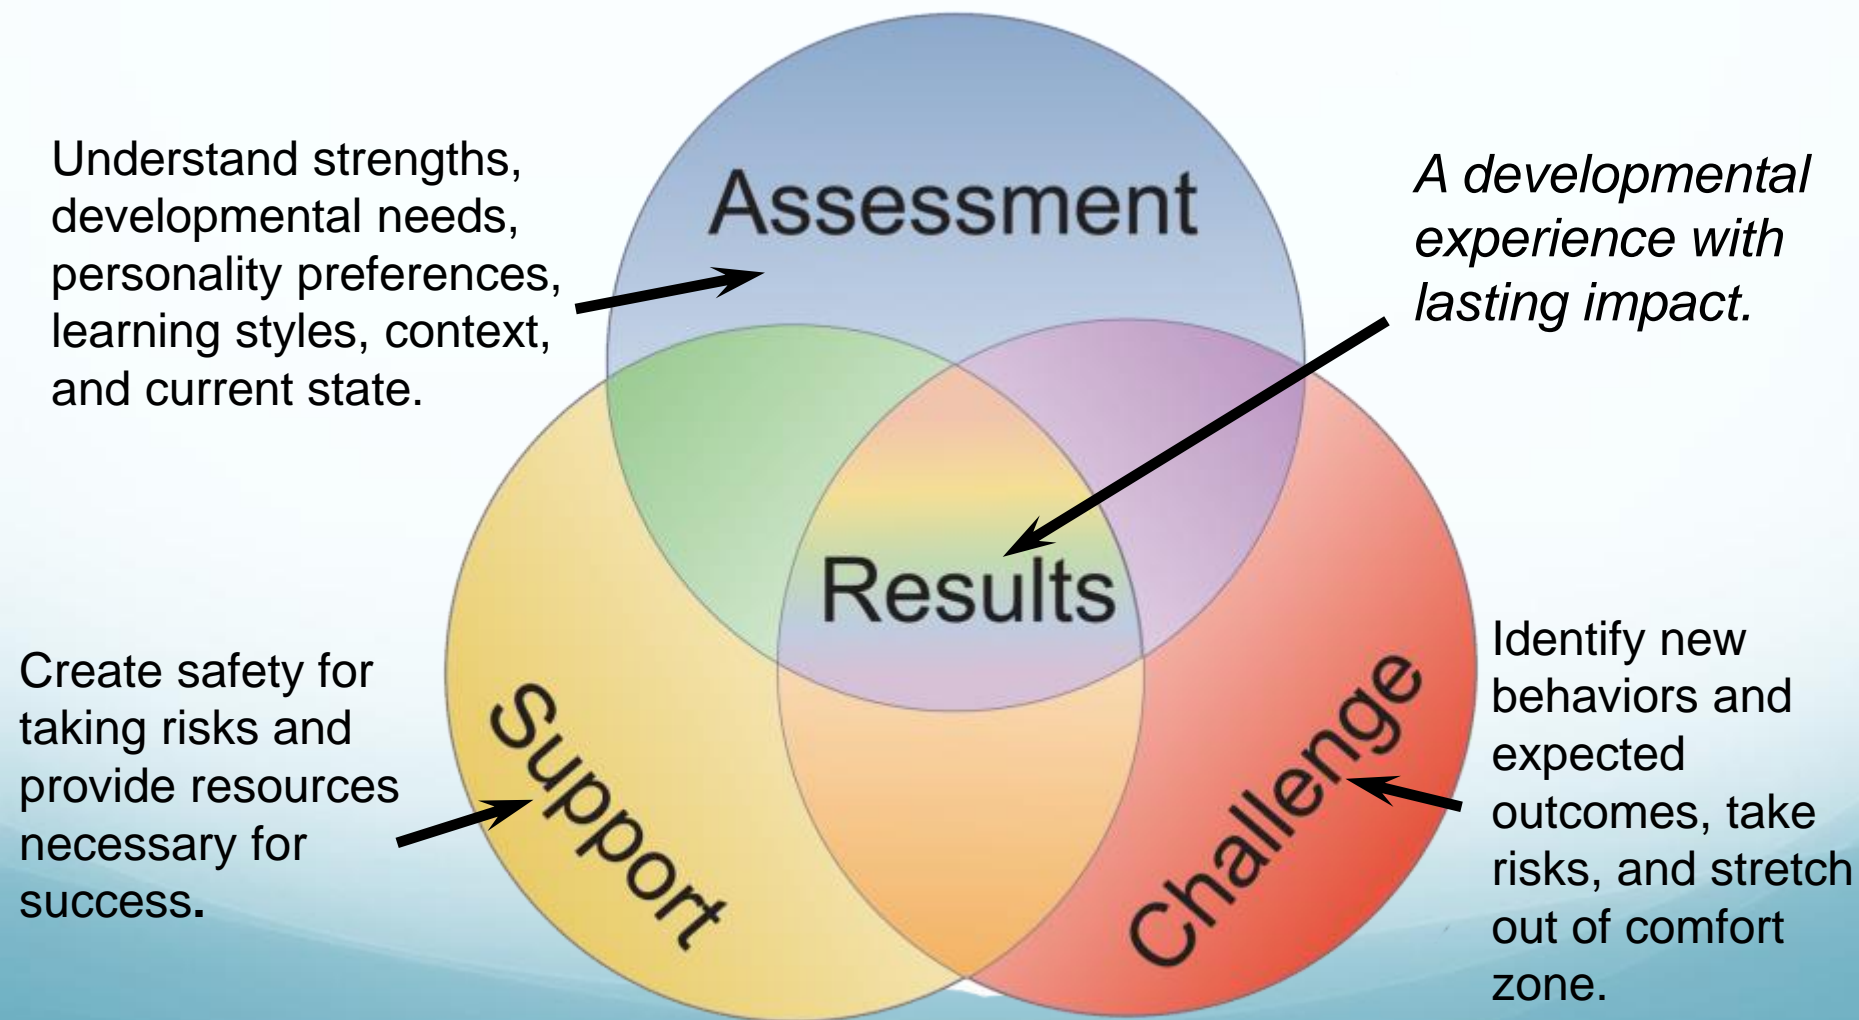 Assessment
Understand strengths,
developmental needs,
personality preferences,
learning styles, context,
and current state.
A developmental
experience with
lasting impact.
Results
Create safety for
taking risks and
provide resources
necessary for
success.
Support
Challenge
Identify new
behaviors and
expected
outcomes, take
risks, and stretch
out of comfort
zone.